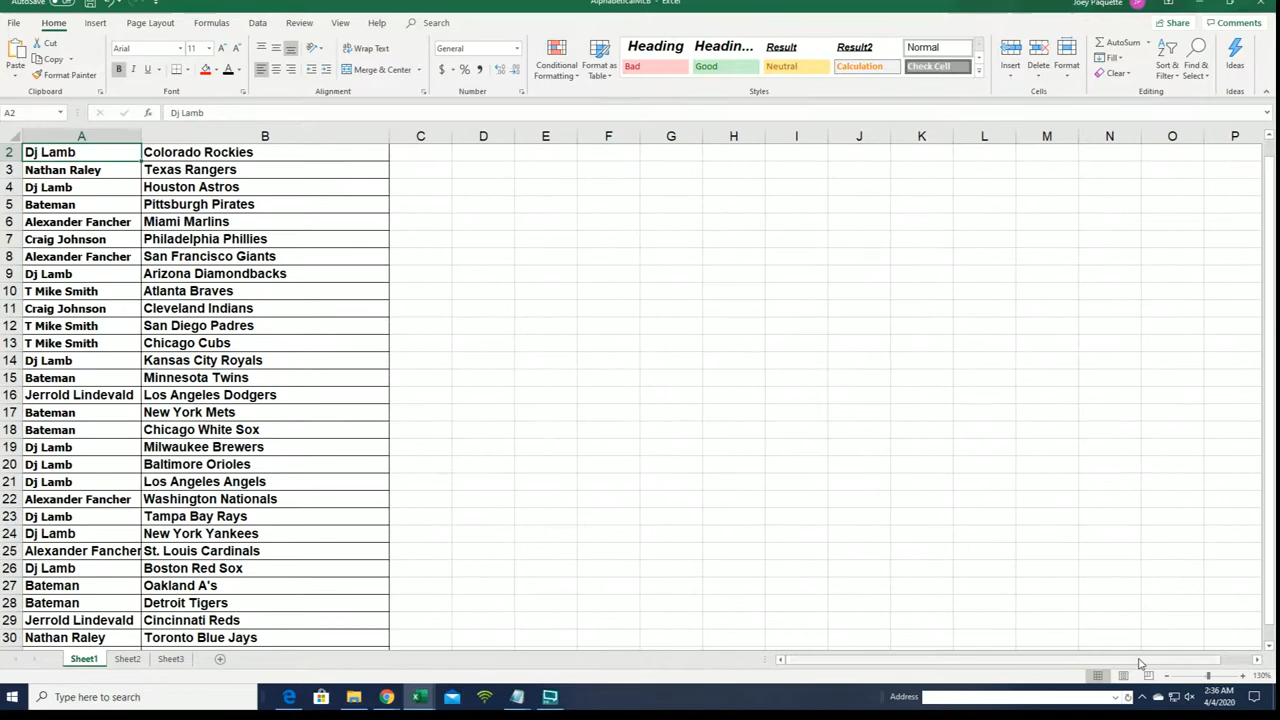 AutoSave Off AlphabeticalMLB - Excel Joey Paquette JP
File Home Insert Page Layout Formulas Data Review View Help Search Share Comments
Paste Cut Copy Format Painter Clipboard
Arial 11 A A B I U A Font
Wrap Text Merge & Center Alignment
General $ % , Number
Conditional Formatting Format as Table
Heading Headin... Result Result2 Normal
Bad Good Neutral Calculation Check Cell
Styles
Insert Delete Format Cells
AutoSum Fill Clear Sort & Filter Find & Select Editing
Ideas Ideas
A2 fx Dj Lamb
A B C D E F G H I J K L M N O P
2 Dj Lamb Colorado Rockies
3 Nathan Raley Texas Rangers
4 Dj Lamb Houston Astros
5 Bateman Pittsburgh Pirates
6 Alexander Fancher Miami Marlins
7 Craig Johnson Philadelphia Phillies
8 Alexander Fancher San Francisco Giants
9 Dj Lamb Arizona Diamondbacks
10 T Mike Smith Atlanta Braves
11 Craig Johnson Cleveland Indians
12 T Mike Smith San Diego Padres
13 T Mike Smith Chicago Cubs
14 Dj Lamb Kansas City Royals
15 Bateman Minnesota Twins
16 Jerrold Lindevald Los Angeles Dodgers
17 Bateman New York Mets
18 Bateman Chicago White Sox
19 Dj Lamb Milwaukee Brewers
20 Dj Lamb Baltimore Orioles
21 Dj Lamb Los Angeles Angels
22 Alexander Fancher Washington Nationals
23 Dj Lamb Tampa Bay Rays
24 Dj Lamb New York Yankees
25 Alexander Fancher St. Louis Cardinals
26 Dj Lamb Boston Red Sox
27 Bateman Oakland A's
28 Bateman Detroit Tigers
29 Jerrold Lindevald Cincinnati Reds
30 Nathan Raley Toronto Blue Jays
Sheet1 Sheet2 Sheet3
130%
Type here to search Address 2:36 AM
4/4/2020